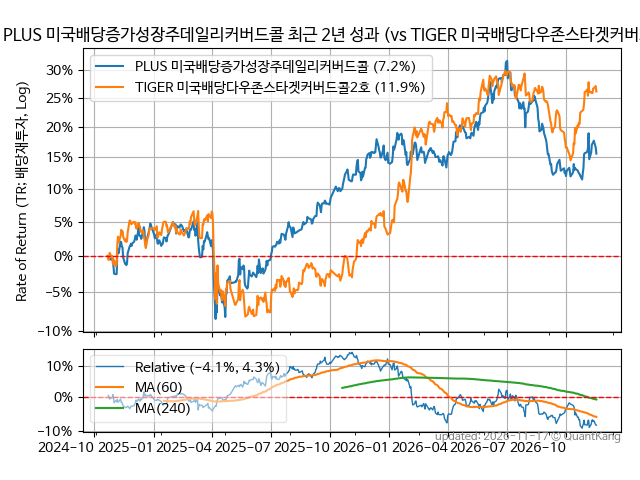 PLUS 미국배당증가성장주데일리커버드콜 최근 2년 성과 (vs TIGER 미국배당다우존스타겟커버
Rate of Return (TR: 배당재투자, Log)
30%
25%
20%
15%
10%
5%
0%
−5%
−10%
PLUS 미국배당증가성장주데일리커버드콜 (7.2%)
TIGER 미국배당다우존스타겟커버드콜2호 (11.9%)
10%
0%
−10%
Relative (−4.1%, 4.3%)
MA(60)
MA(240)
updated: 2026-11-17 © QuantKang
2024-10 2025-01 2025-04 2025-07 2025-10 2026-01 2026-04 2026-07 2026-10